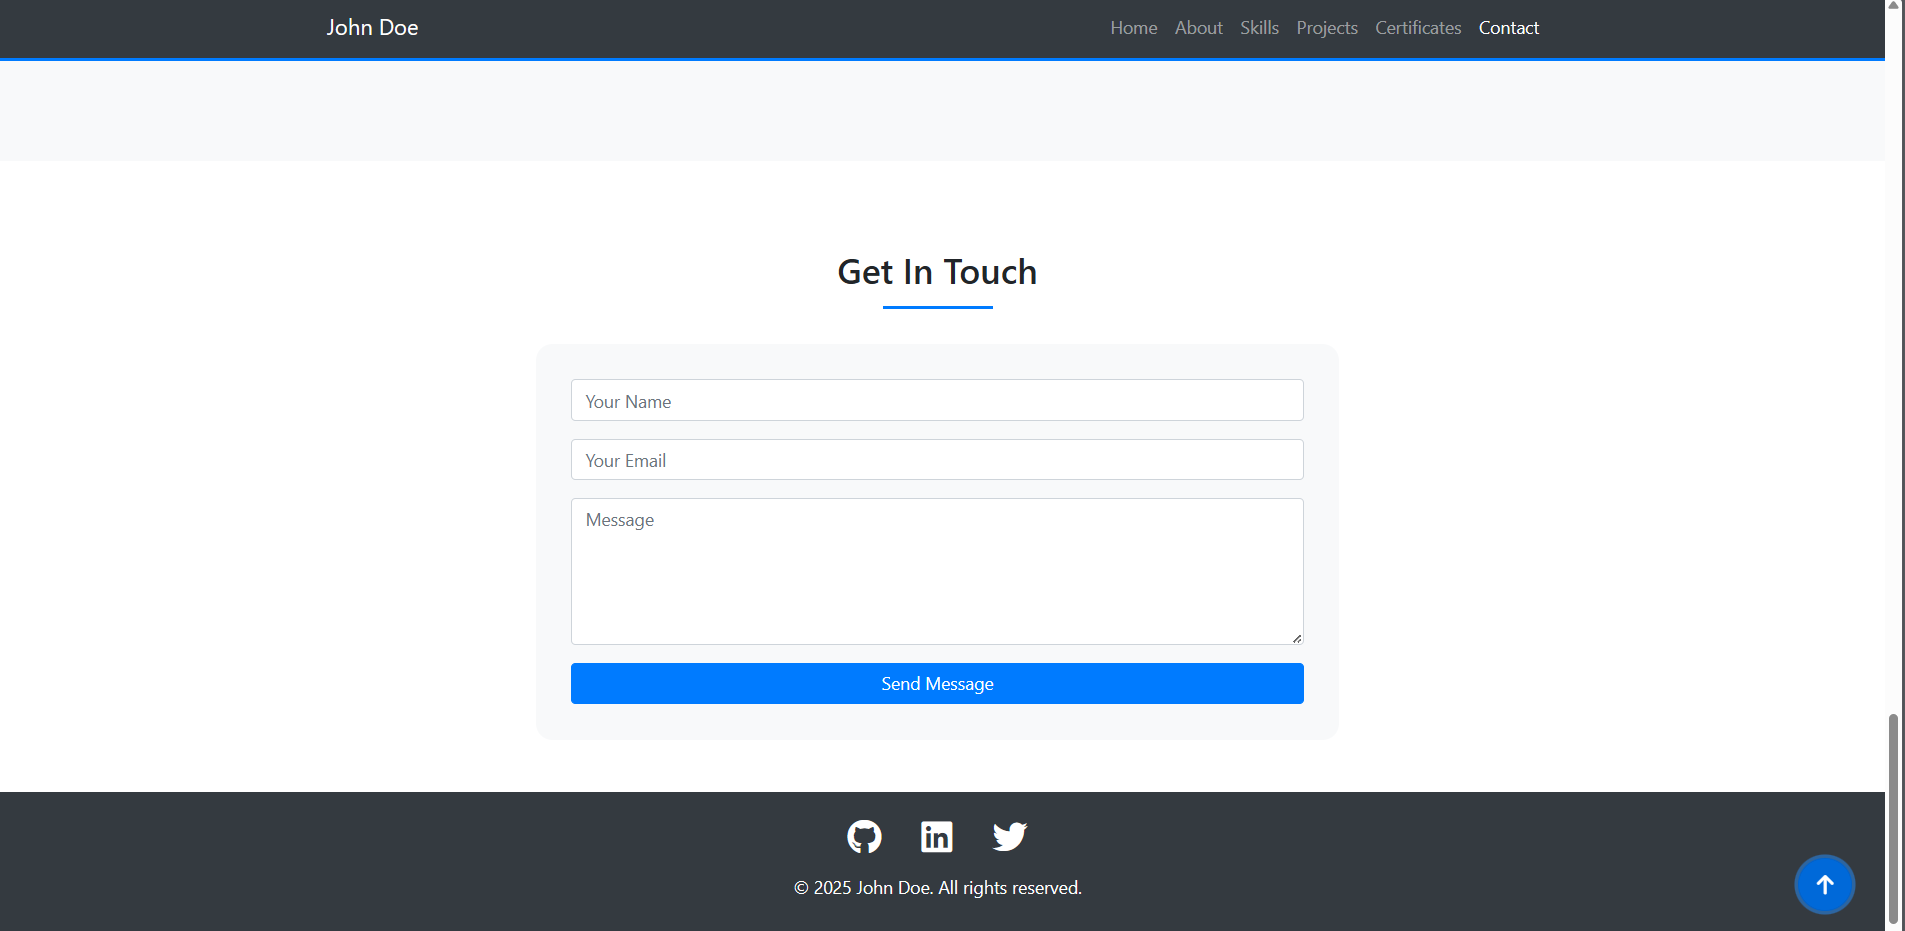 John Doe
Home About Skills Projects Certificates Contact
Get In Touch
Your Name
Your Email
Message
Send Message
© 2025 John Doe. All rights reserved.